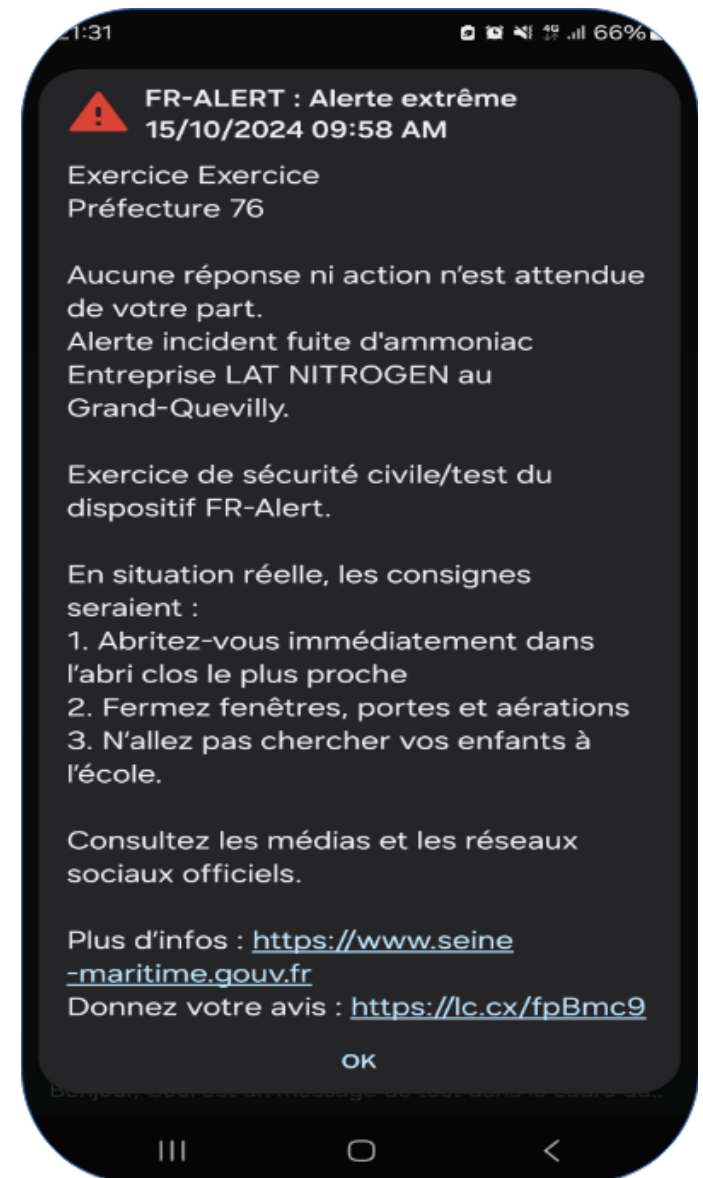 21:31 4G 66%
FR-ALERT : Alerte extrême
15/10/2024 09:58 AM
Exercice Exercice
Préfecture 76
Aucune réponse ni action n’est attendue
de votre part.
Alerte incident fuite d'ammoniac
Entreprise LAT NITROGEN au
Grand-Quevilly.
Exercice de sécurité civile/test du
dispositif FR-Alert.
En situation réelle, les consignes
seraient :
1. Abritez-vous immédiatement dans
l’abri clos le plus proche
2. Fermez fenêtres, portes et aérations
3. N’allez pas chercher vos enfants à
l’école.
Consultez les médias et les réseaux
sociaux officiels.
Plus d’infos : https://www.seine
-maritime.gouv.fr
Donnez votre avis : https://lc.cx/fpBmc9
OK